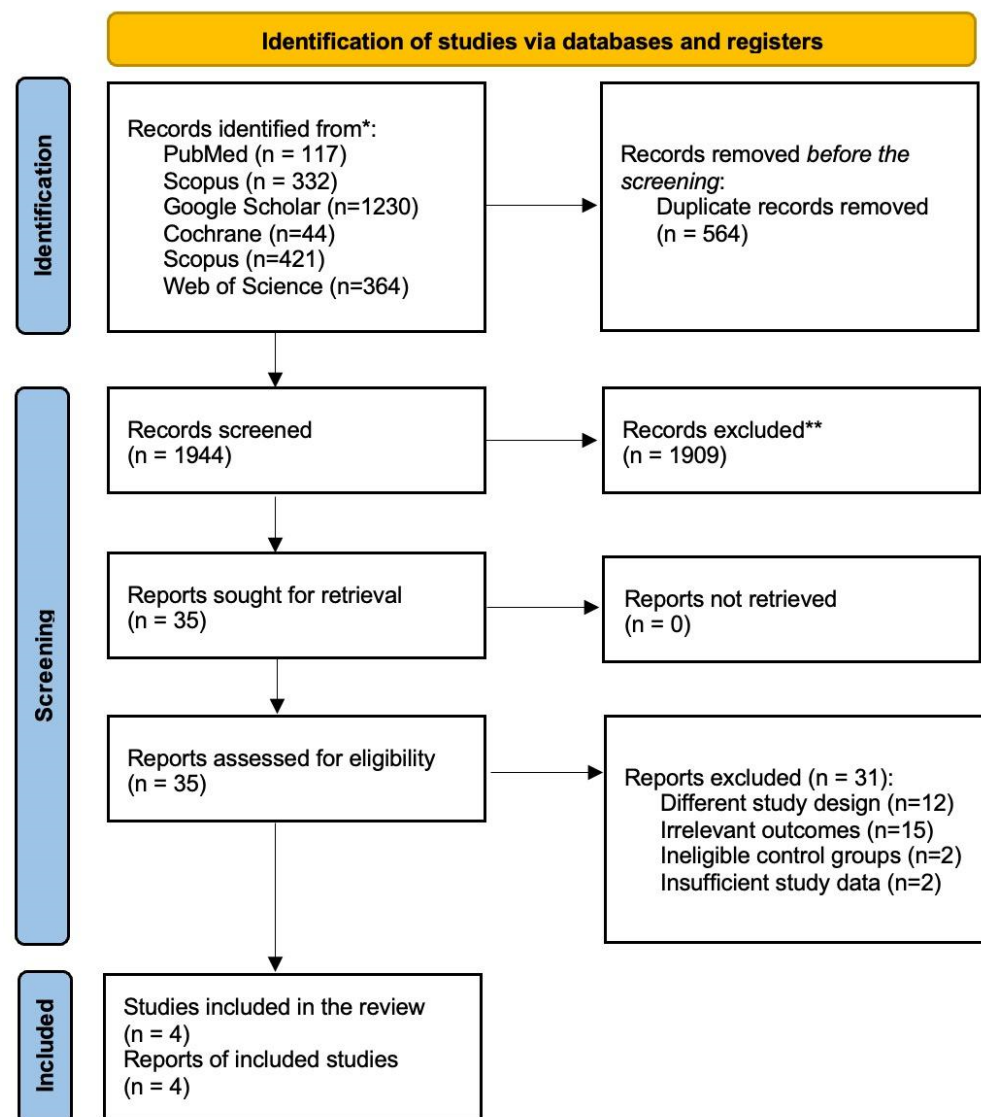 Identification of studies via databases and registers
Identification
Records identified from*:
PubMed (n = 117)
Scopus (n = 332)
Google Scholar (n=1230)
Cochrane (n=44)
Scopus (n=421)
Web of Science (n=364)
Records removed before the
screening:
Duplicate records removed
(n = 564)
Screening
Records screened
(n = 1944)
Records excluded**
(n = 1909)
Reports sought for retrieval
(n = 35)
Reports not retrieved
(n = 0)
Reports assessed for eligibility
(n = 35)
Reports excluded (n = 31):
Different study design (n=12)
Irrelevant outcomes (n=15)
Ineligible control groups (n=2)
Insufficient study data (n=2)
Included
Studies included in the review
(n = 4)
Reports of included studies
(n = 4)